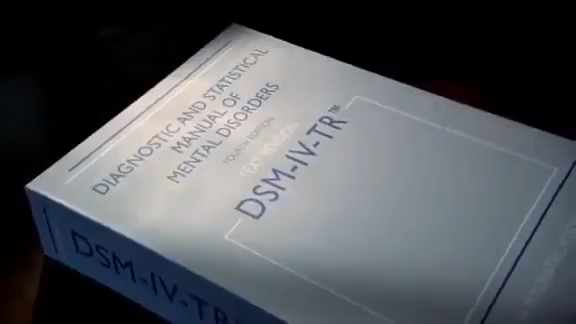 DIAGNOSTIC AND STATISTICAL
MANUAL OF
MENTAL DISORDERS
FOURTH EDITION
TEXT REVISION
DSM-IV-TR™
DSM-IV-TR